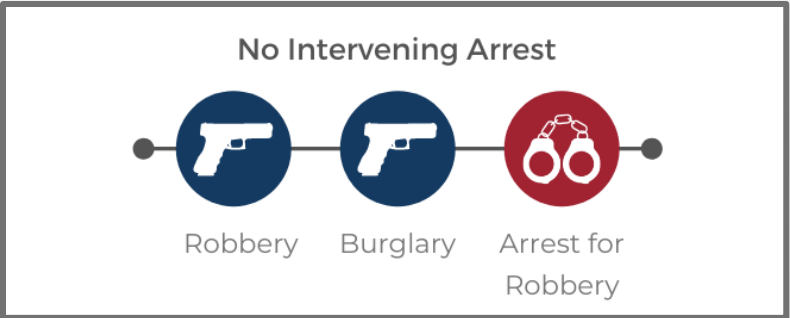 No Intervening Arrest
Robbery
Burglary
Arrest for
Robbery